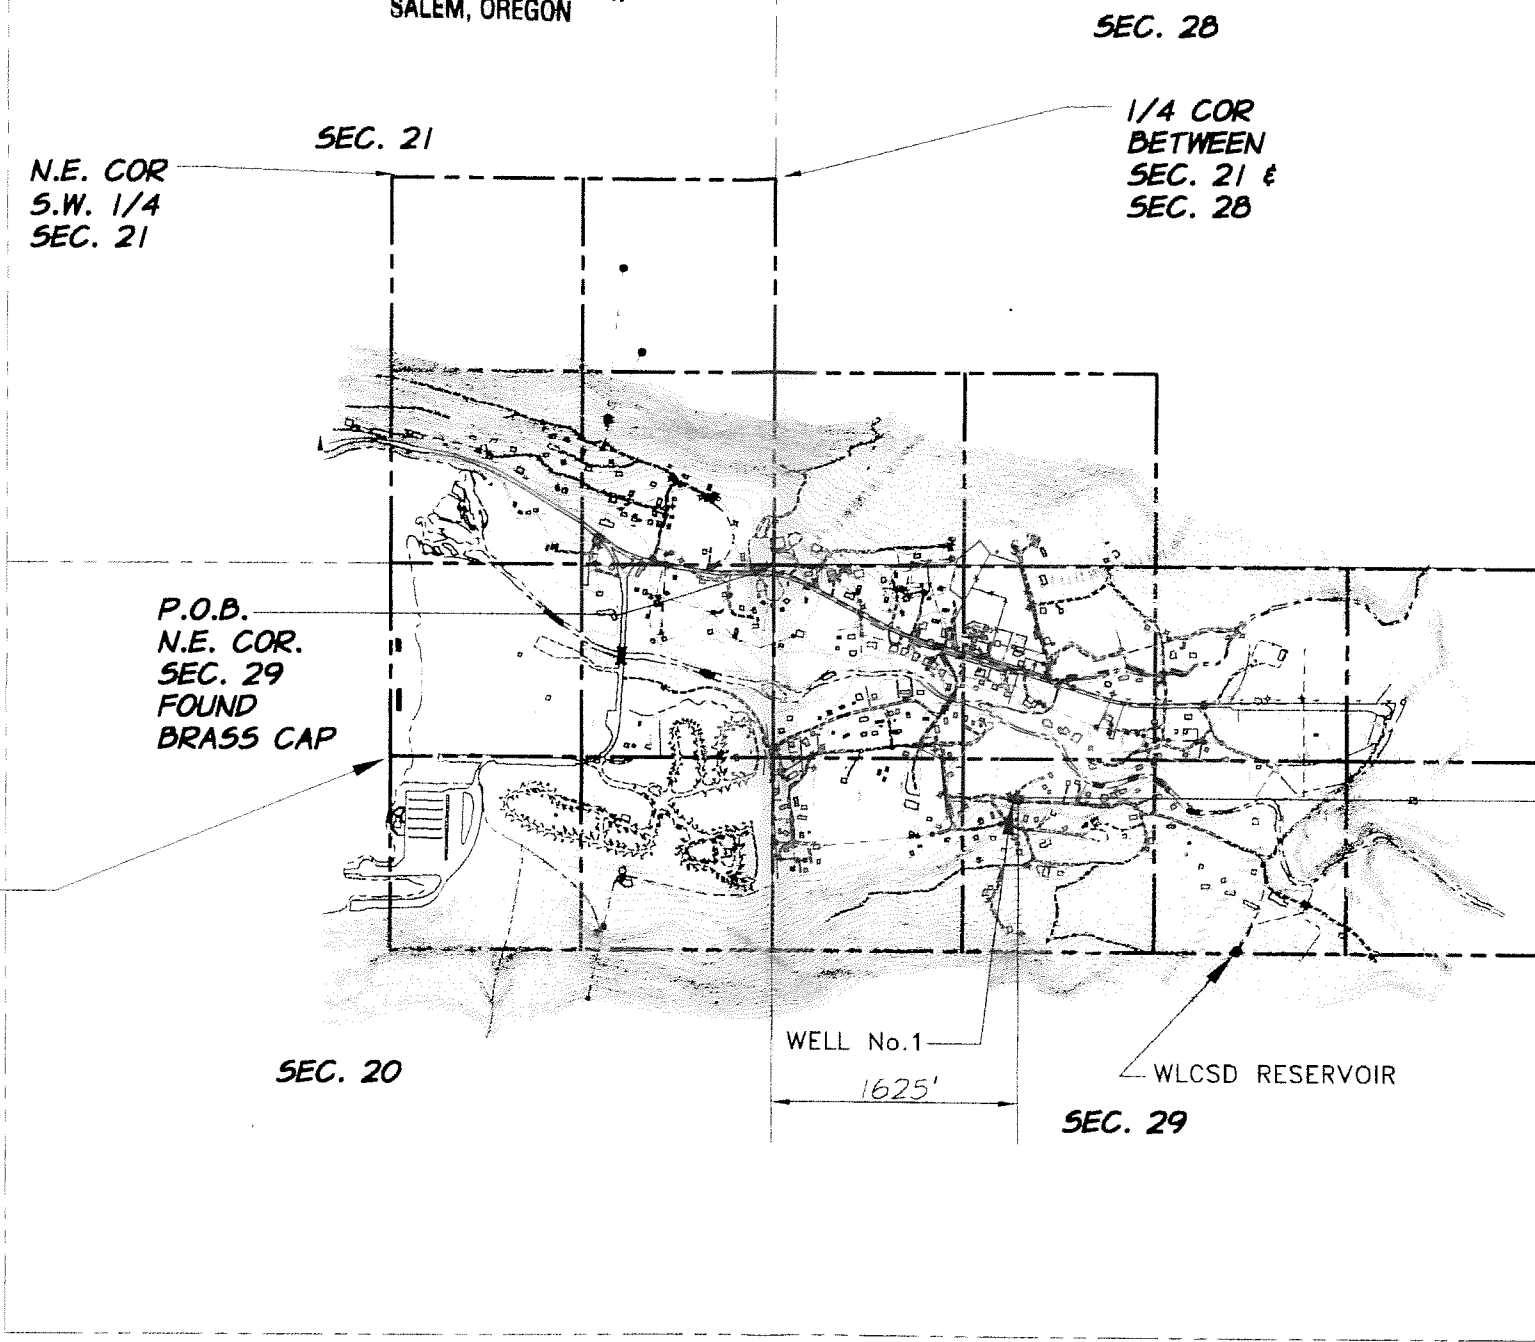 SALEM, OREGON
SEC. 28
1/4 COR
BETWEEN
SEC. 21 &
SEC. 28
SEC. 21
N.E. COR
S.W. 1/4
SEC. 21
P.O.B.
N.E. COR.
SEC. 29
FOUND
BRASS CAP
WELL No.1
1625'
WLCSD RESERVOIR
SEC. 20
SEC. 29